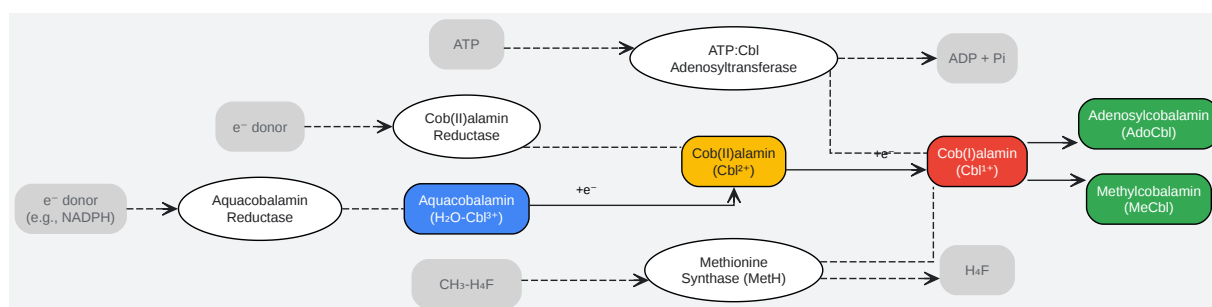 ATP
ATP:Cbl
Adenosyltransferase
ADP + Pi
e⁻ donor
Cob(II)alamin
Reductase
Adenosylcobalamin
(AdoCbl)
Cob(II)alamin
(Cbl²⁺)
+e⁻
Cob(I)alamin
(Cbl¹⁺)
e⁻ donor
(e.g., NADPH)
Aquacobalamin
Reductase
Aquacobalamin
(H₂O-Cbl³⁺)
+e⁻
Methylcobalamin
(MeCbl)
CH₃-H₄F
Methionine
Synthase (MetH)
H₄F